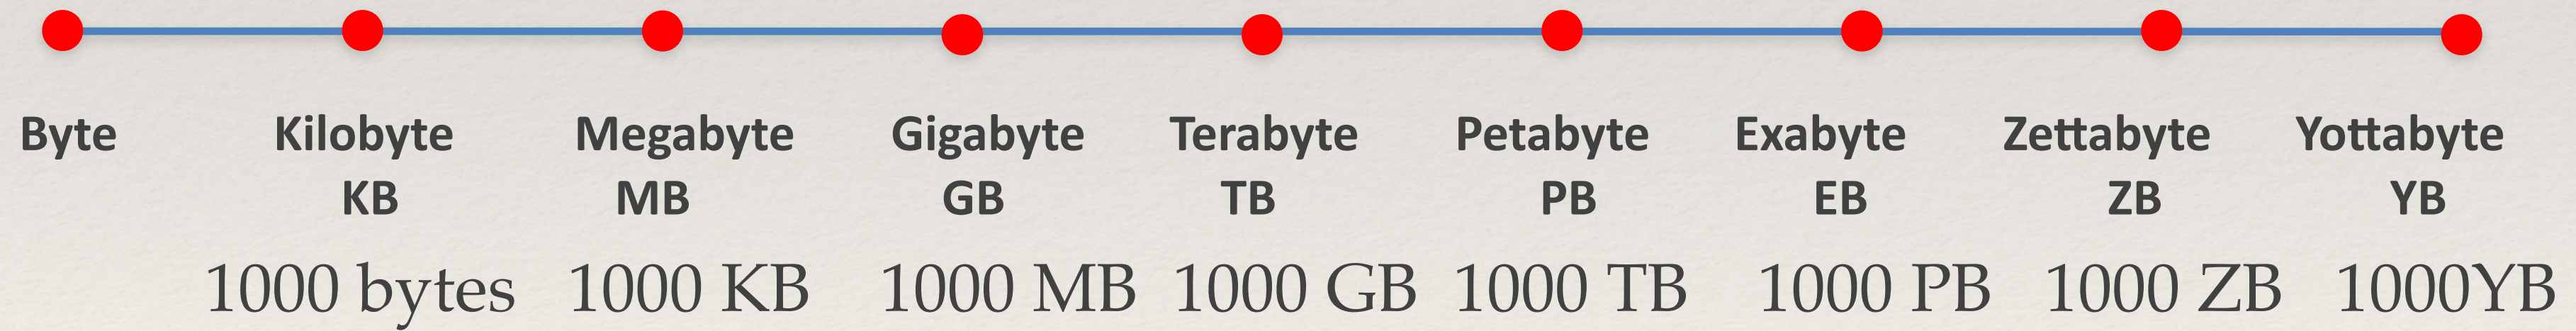 Byte Kilobyte Megabyte Gigabyte Terabyte Petabyte Exabyte Zettabyte Yottabyte
KB MB GB TB PB EB ZB YB
1000 bytes 1000 KB 1000 MB 1000 GB 1000 TB 1000 PB 1000 ZB 1000YB